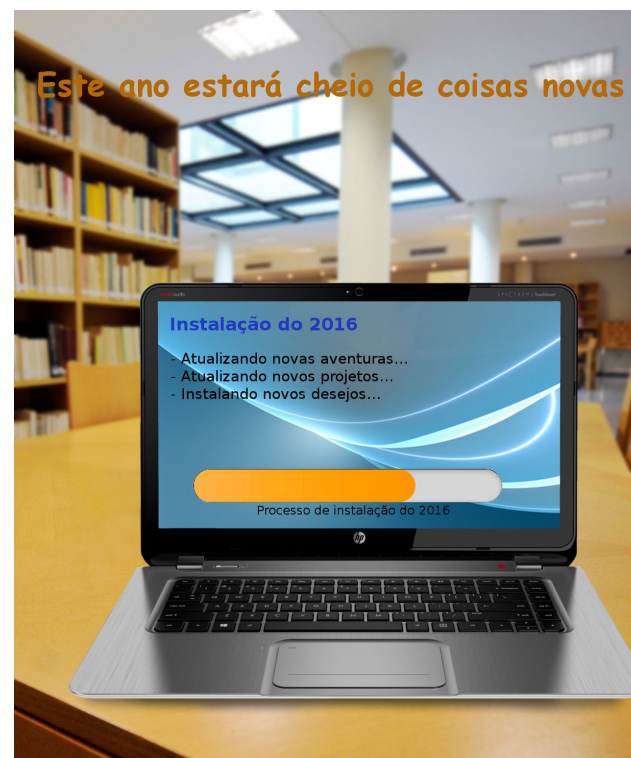 Este ano estará cheio de coisas novas
Instalação do 2016
- Atualizando novas aventuras...
- Atualizando novos projetos...
- Instalando novos desejos...
Processo de instalação do 2016
hp